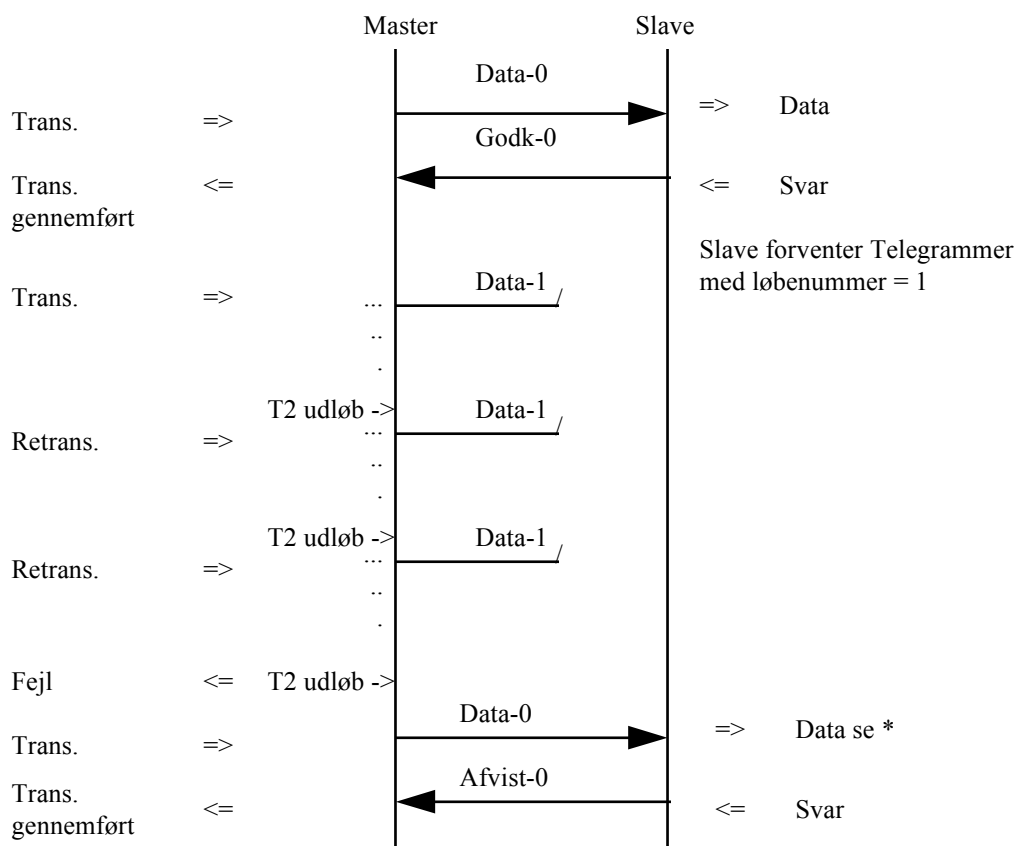 Master Slave
Data-0
=> Data
Trans. =>
Godk-0
Trans. <= <= Svar
gennemført
Slave forventer Telegrammer
med løbenummer = 1
Data-1
Trans. => ...
..
.
T2 udløb -> Data-1
Retrans. => ...
..
.
T2 udløb -> Data-1
Retrans. => ...
..
.
Fejl <= T2 udløb ->
Data-0
=> Data se *
Trans. =>
Afvist-0
Trans.
gennemført <= <= Svar